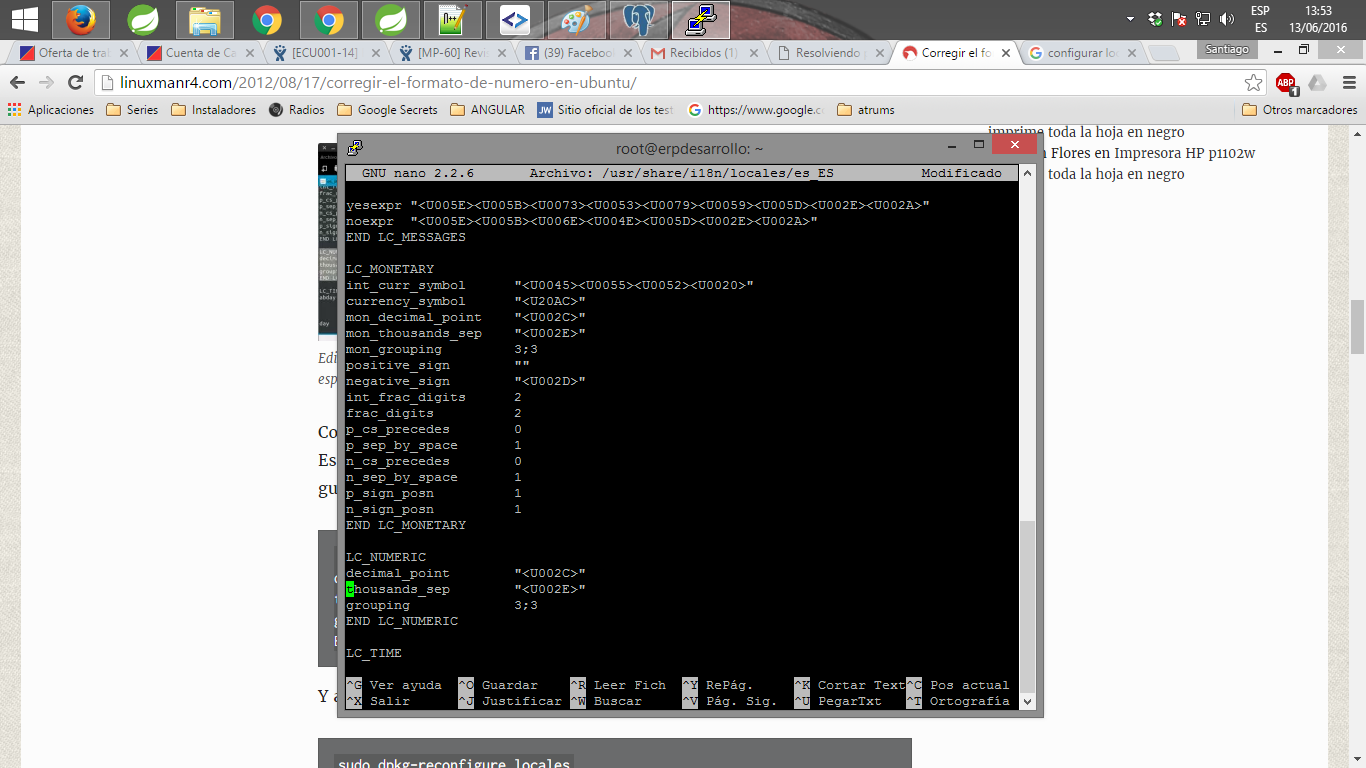 ESP
ES
13:53
13/06/2016
Oferta de tra
Cuenta de Ca
[ECU001-14]
[MP-60] Revis
(39) Facebook
Recibidos (1)
Resolviendo
Corregir el fo
configurar loc
Santiago
linuxmanr4.com/2012/08/17/corregir-el-formato-de-numero-en-ubuntu/
ABP
1
Aplicaciones
Series
Instaladores
Radios
Google Secrets
ANGULAR
JW Sitio oficial de los test
https://www.google.c
atrums
Otros marcadores
imprime toda la hoja en negro
Flores en Impresora HP p1102w
toda la hoja en negro
root@erpdesarrollo: ~
GNU nano 2.2.6 Archivo: /usr/share/i18n/locales/es_ES Modificado
yesexpr "<U005E><U005B><U0073><U0053><U0079><U0059><U005D><U002E><U002A>"
noexpr "<U005E><U005B><U006E><U004E><U005D><U002E><U002A>"
END LC_MESSAGES
LC_MONETARY
int_curr_symbol "<U0045><U0055><U0052><U0020>"
currency_symbol "<U20AC>"
mon_decimal_point "<U002C>"
mon_thousands_sep "<U002E>"
mon_grouping 3;3
positive_sign ""
negative_sign "<U002D>"
int_frac_digits 2
frac_digits 2
p_cs_precedes 0
p_sep_by_space 1
n_cs_precedes 0
n_sep_by_space 1
p_sign_posn 1
n_sign_posn 1
END LC_MONETARY
LC_NUMERIC
decimal_point "<U002C>"
thousands_sep "<U002E>"
grouping 3;3
END LC_NUMERIC
LC_TIME
^G Ver ayuda ^O Guardar ^R Leer Fich ^Y RePág. ^K Cortar Text ^C Pos actual
^X Salir ^J Justificar ^W Buscar ^V Pág. Sig. ^U PegarTxt ^T Ortografía
Edi
esp
Co
Es
gu
Y a
sudo dpkg-reconfigure locales